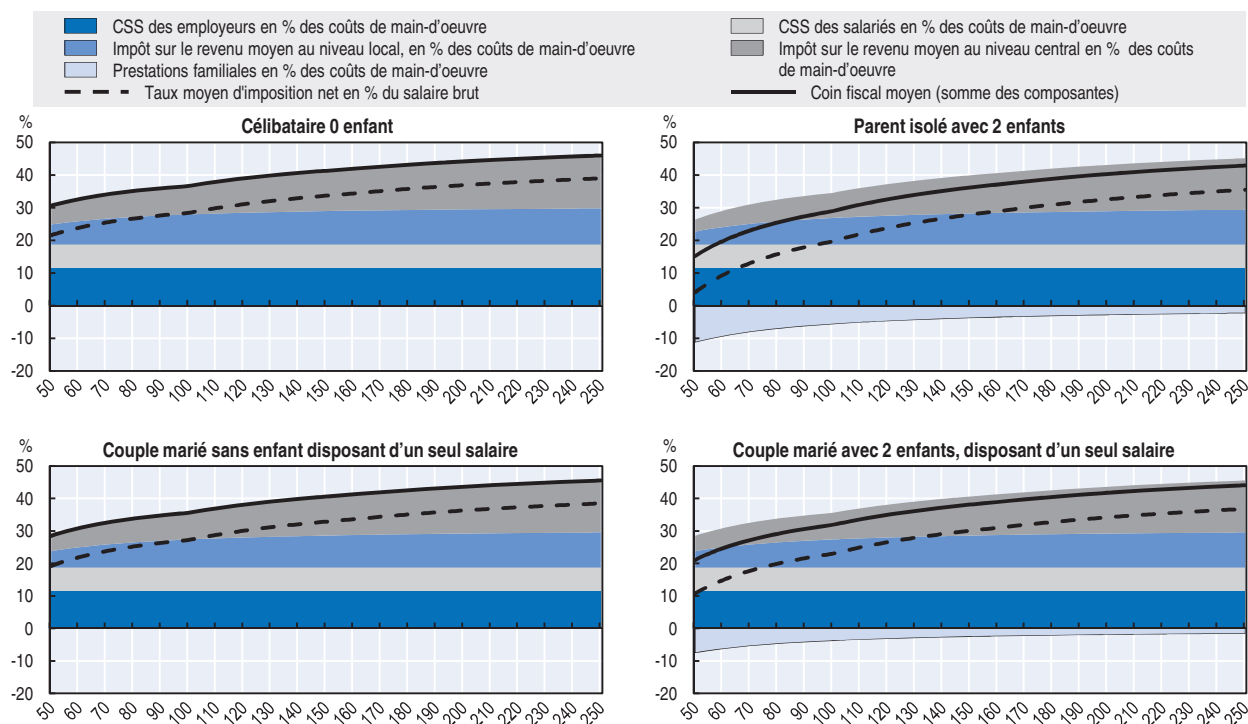 CSS des employeurs en % des coûts de main-d'oeuvre
Impôt sur le revenu moyen au niveau local, en % des coûts de main-d'oeuvre
Prestations familiales en % des coûts de main-d'oeuvre
Taux moyen d'imposition net en % du salaire brut
CSS des salariés en % des coûts de main-d'oeuvre
Impôt sur le revenu moyen au niveau central en % des coûts
de main-d'oeuvre
Coin fiscal moyen (somme des composantes)
%
Célibataire 0 enfant
50
40
30
20
10
0
-10
-20
50 60 70 80 90 100 110 120 130 140 150 160 170 180 190 200 210 220 230 240 250
%
Parent isolé avec 2 enfants
50
40
30
20
10
0
-10
-20
50 60 70 80 90 100 110 120 130 140 150 160 170 180 190 200 210 220 230 240 250
%
Couple marié sans enfant disposant d'un seul salaire
50
40
30
20
10
0
-10
-20
50 60 70 80 90 100 110 120 130 140 150 160 170 180 190 200 210 220 230 240 250
%
Couple marié avec 2 enfants, disposant d'un seul salaire
50
40
30
20
10
0
-10
-20
50 60 70 80 90 100 110 120 130 140 150 160 170 180 190 200 210 220 230 240 250